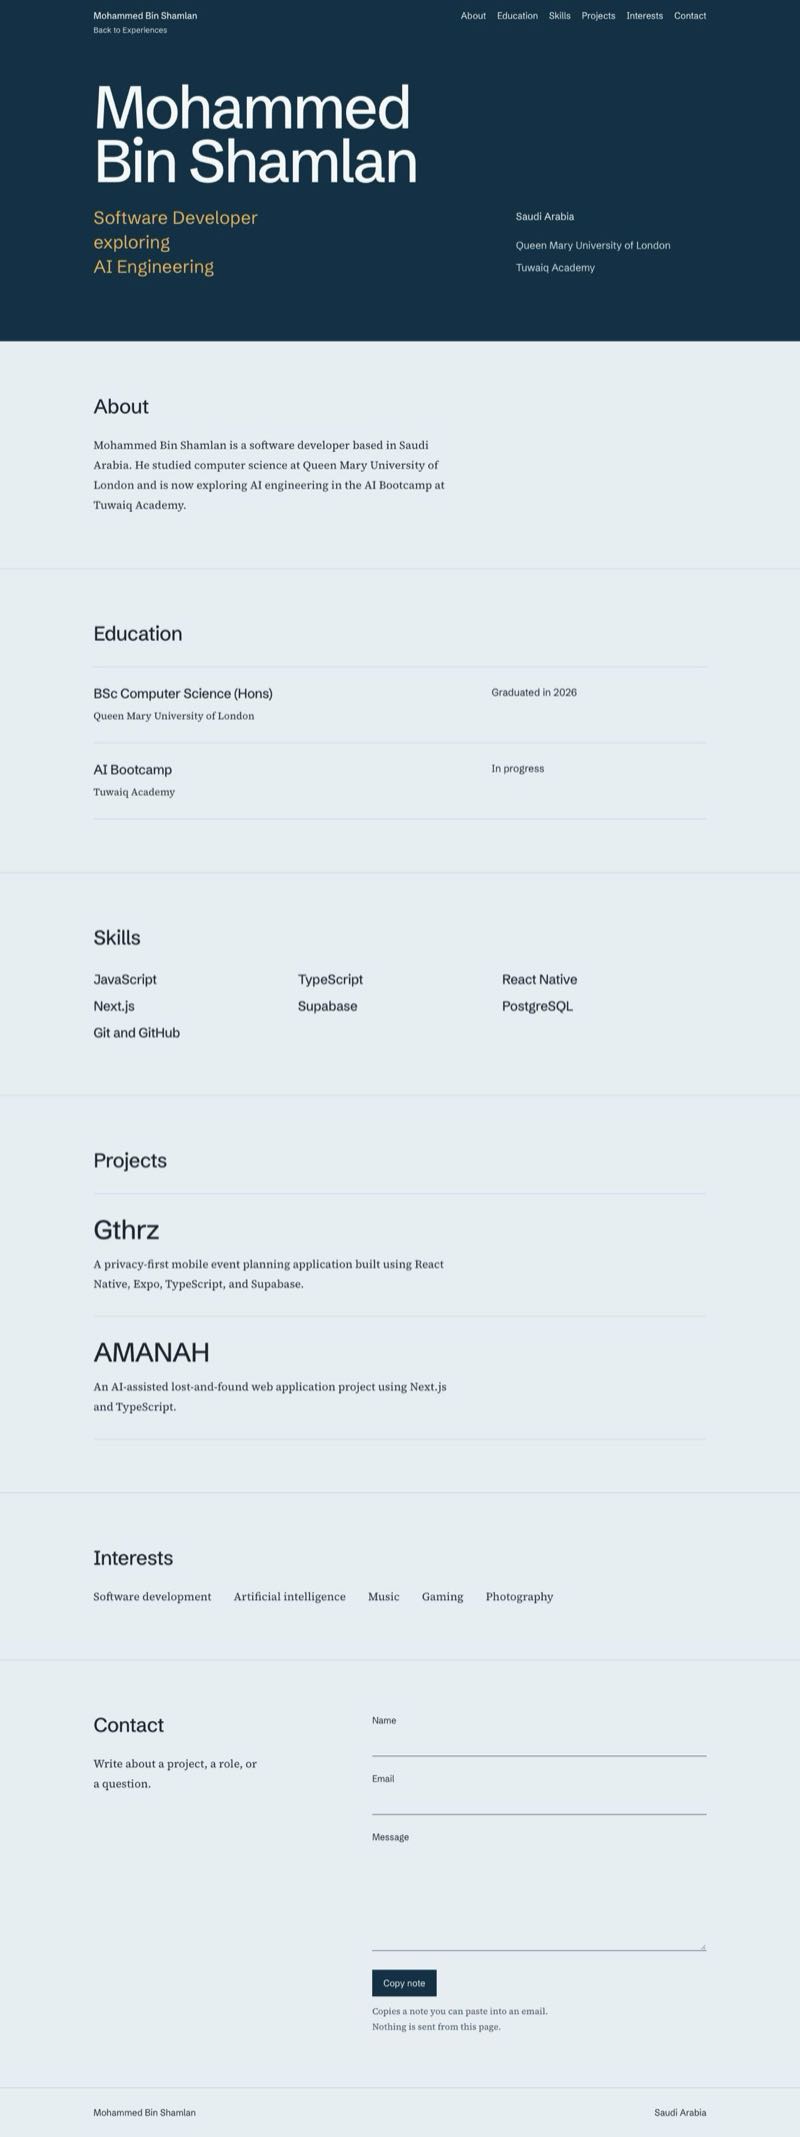 Mohammed Bin Shamlan
Back to Experiences
About Education Skills Projects Interests Contact
Mohammed
Bin Shamlan
Software Developer
exploring
AI Engineering
Saudi Arabia
Queen Mary University of London
Tuwaiq Academy
About
Mohammed Bin Shamlan is a software developer based in Saudi
Arabia. He studied computer science at Queen Mary University of
London and is now exploring AI engineering in the AI Bootcamp at
Tuwaiq Academy.
Education
BSc Computer Science (Hons)
Graduated in 2026
Queen Mary University of London
AI Bootcamp
In progress
Tuwaiq Academy
Skills
JavaScript TypeScript React Native
Next.js Supabase PostgreSQL
Git and GitHub
Projects
Gthrz
A privacy-first mobile event planning application built using React
Native, Expo, TypeScript, and Supabase.
AMANAH
An AI-assisted lost-and-found web application project using Next.js
and TypeScript.
Interests
Software development Artificial intelligence Music Gaming Photography
Contact
Write about a project, a role, or
a question.
Name
Email
Message
Copy note
Copies a note you can paste into an email.
Nothing is sent from this page.
Mohammed Bin Shamlan
Saudi Arabia